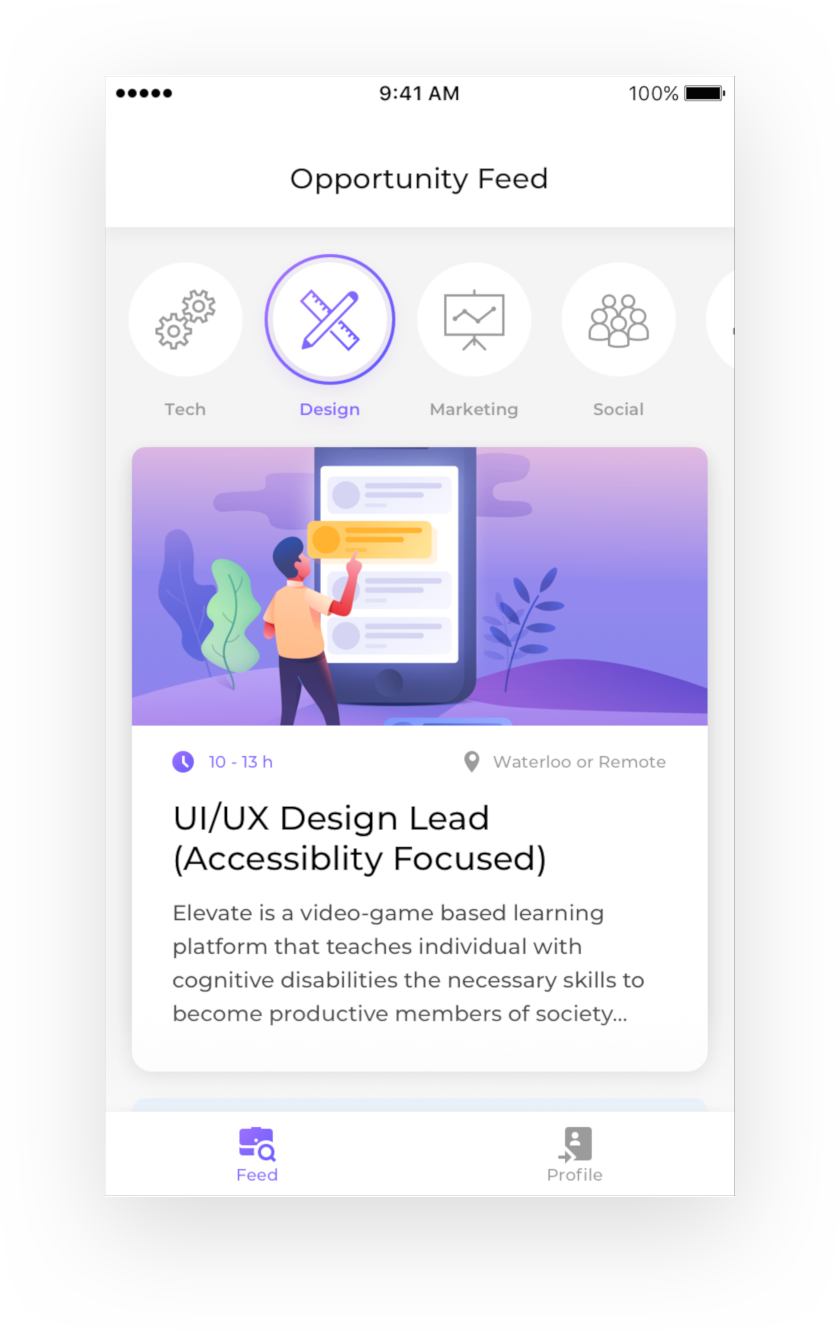 9:41 AM
100%
Opportunity Feed
Tech
Design
Marketing
Social
10 - 13 h
Waterloo or Remote
UI/UX Design Lead
(Accessiblity Focused)
Elevate is a video-game based learning
platform that teaches individual with
cognitive disabilities the necessary skills to
become productive members of society...
Feed
Profile